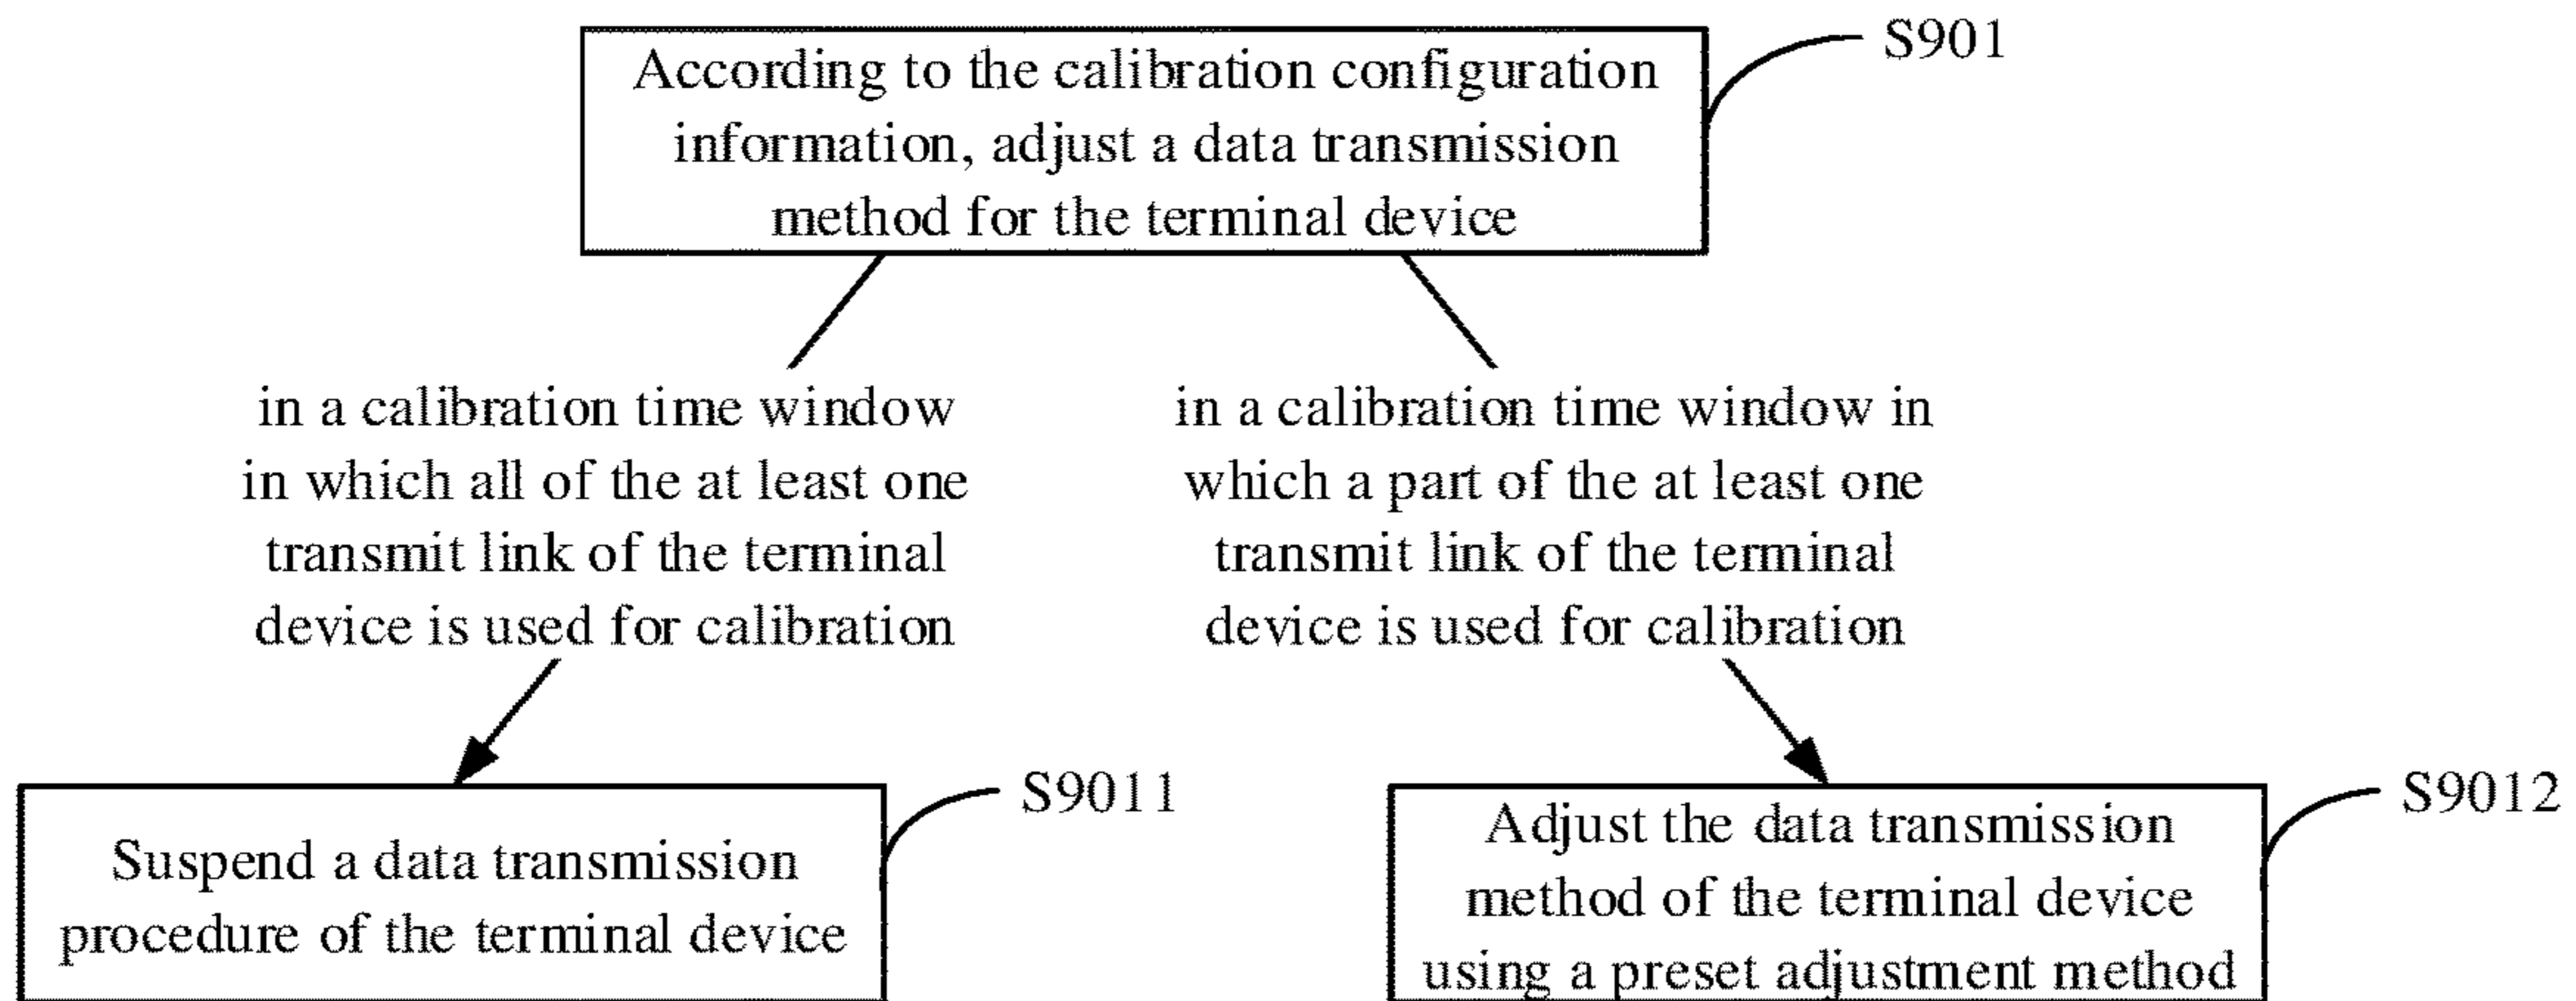 According to the calibration configuration
information, adjust a data transmission
method for the terminal device
S901
in a calibration time window
in which all of the at least one
transmit link of the terminal
device is used for calibration
in a calibration time window in
which a part of the at least one
transmit link of the terminal
device is used for calibration
Suspend a data transmission
procedure of the terminal device
S9011
Adjust the data transmission
method of the terminal device
using a preset adjustment method
S9012